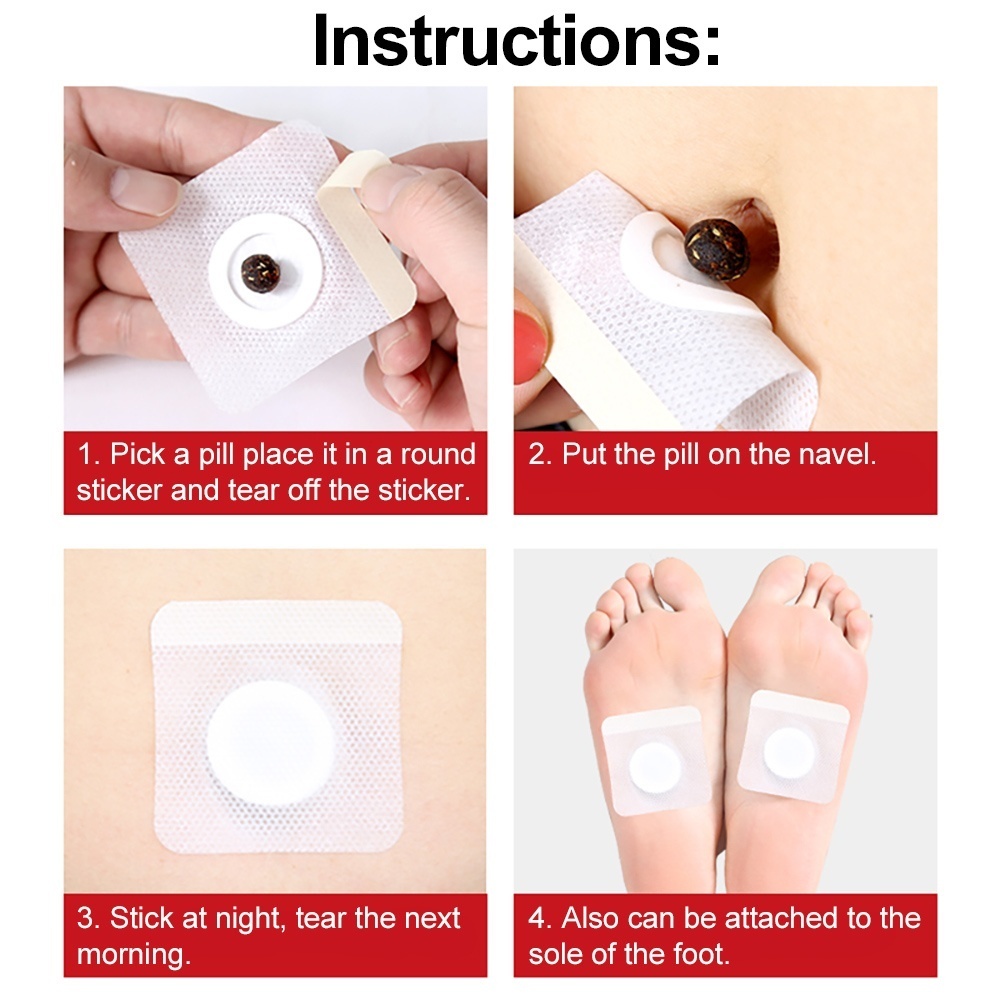 Instructions:
1. Pick a pill place it in a round
sticker and tear off the sticker.
2. Put the pill on the navel.
3. Stick at night, tear the next
morning.
4. Also can be attached to the
sole of the foot.